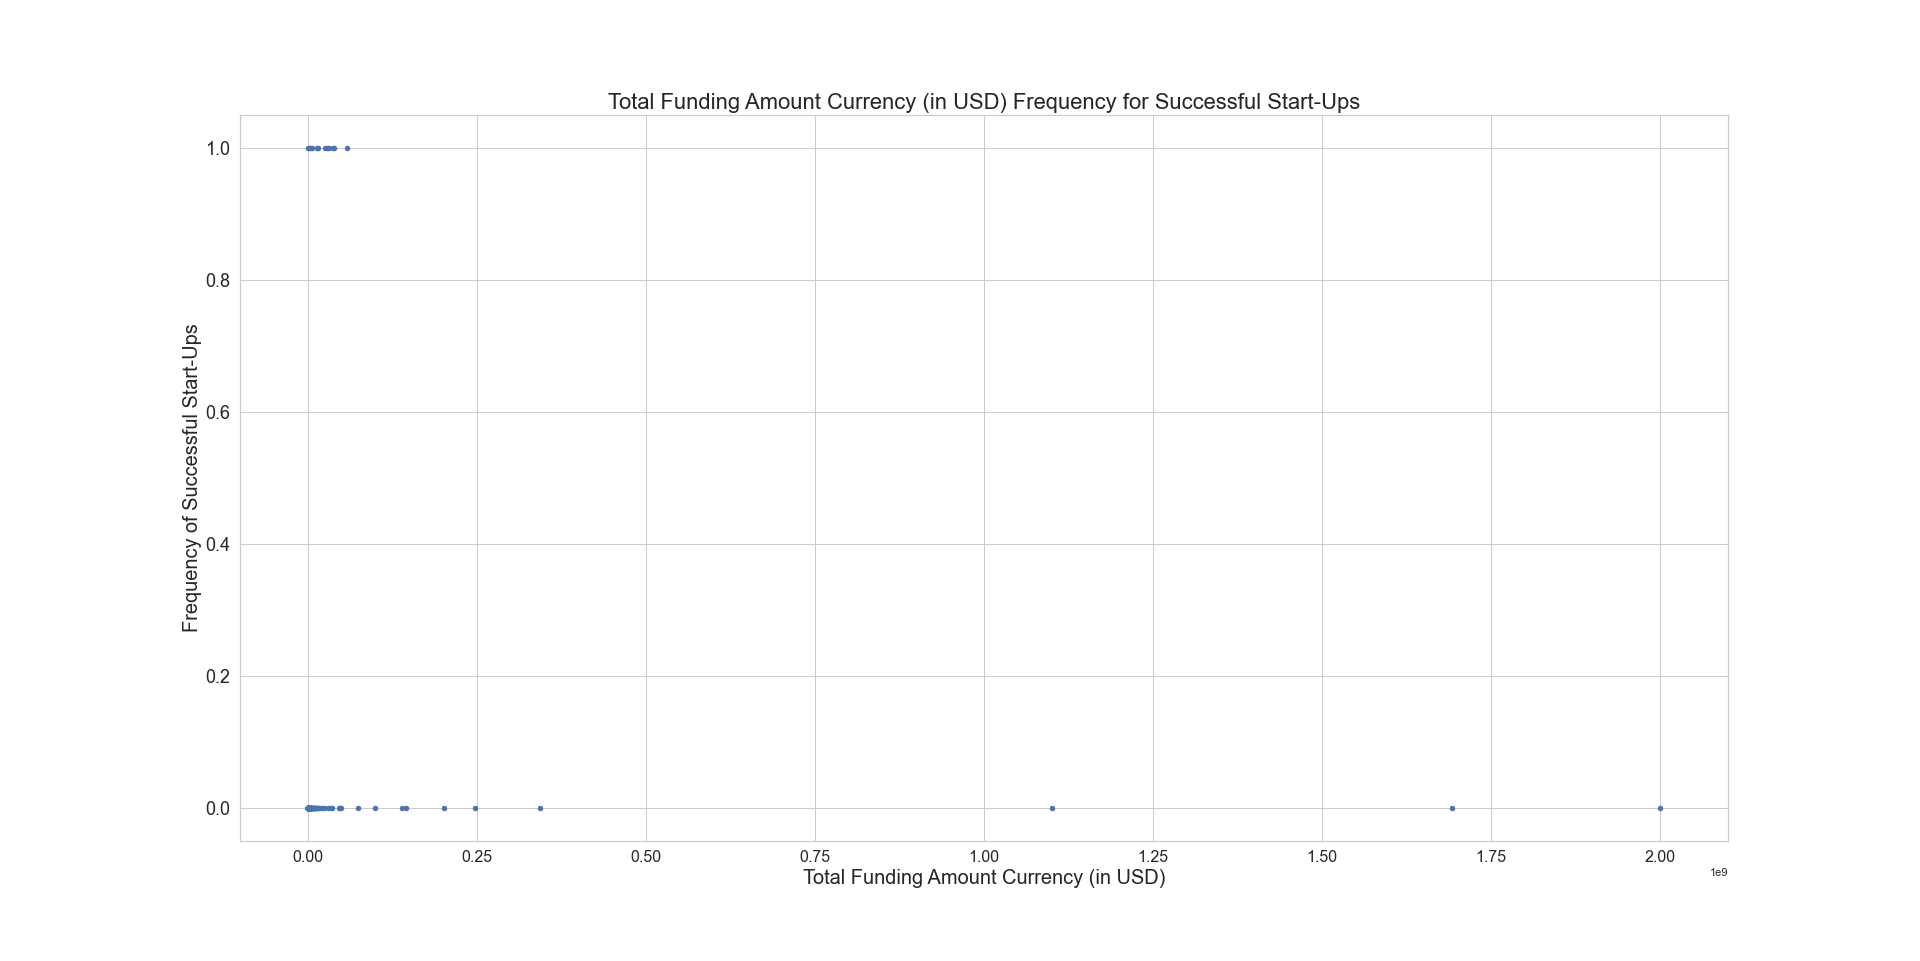 Total Funding Amount Currency (in USD) Frequency for Successful Start-Ups
1.0
0.8
0.6
0.4
0.2
0.0
Frequency of Successful Start-Ups
0.00 0.25 0.50 0.75 1.00 1.25 1.50 1.75 2.00
1e9
Total Funding Amount Currency (in USD)